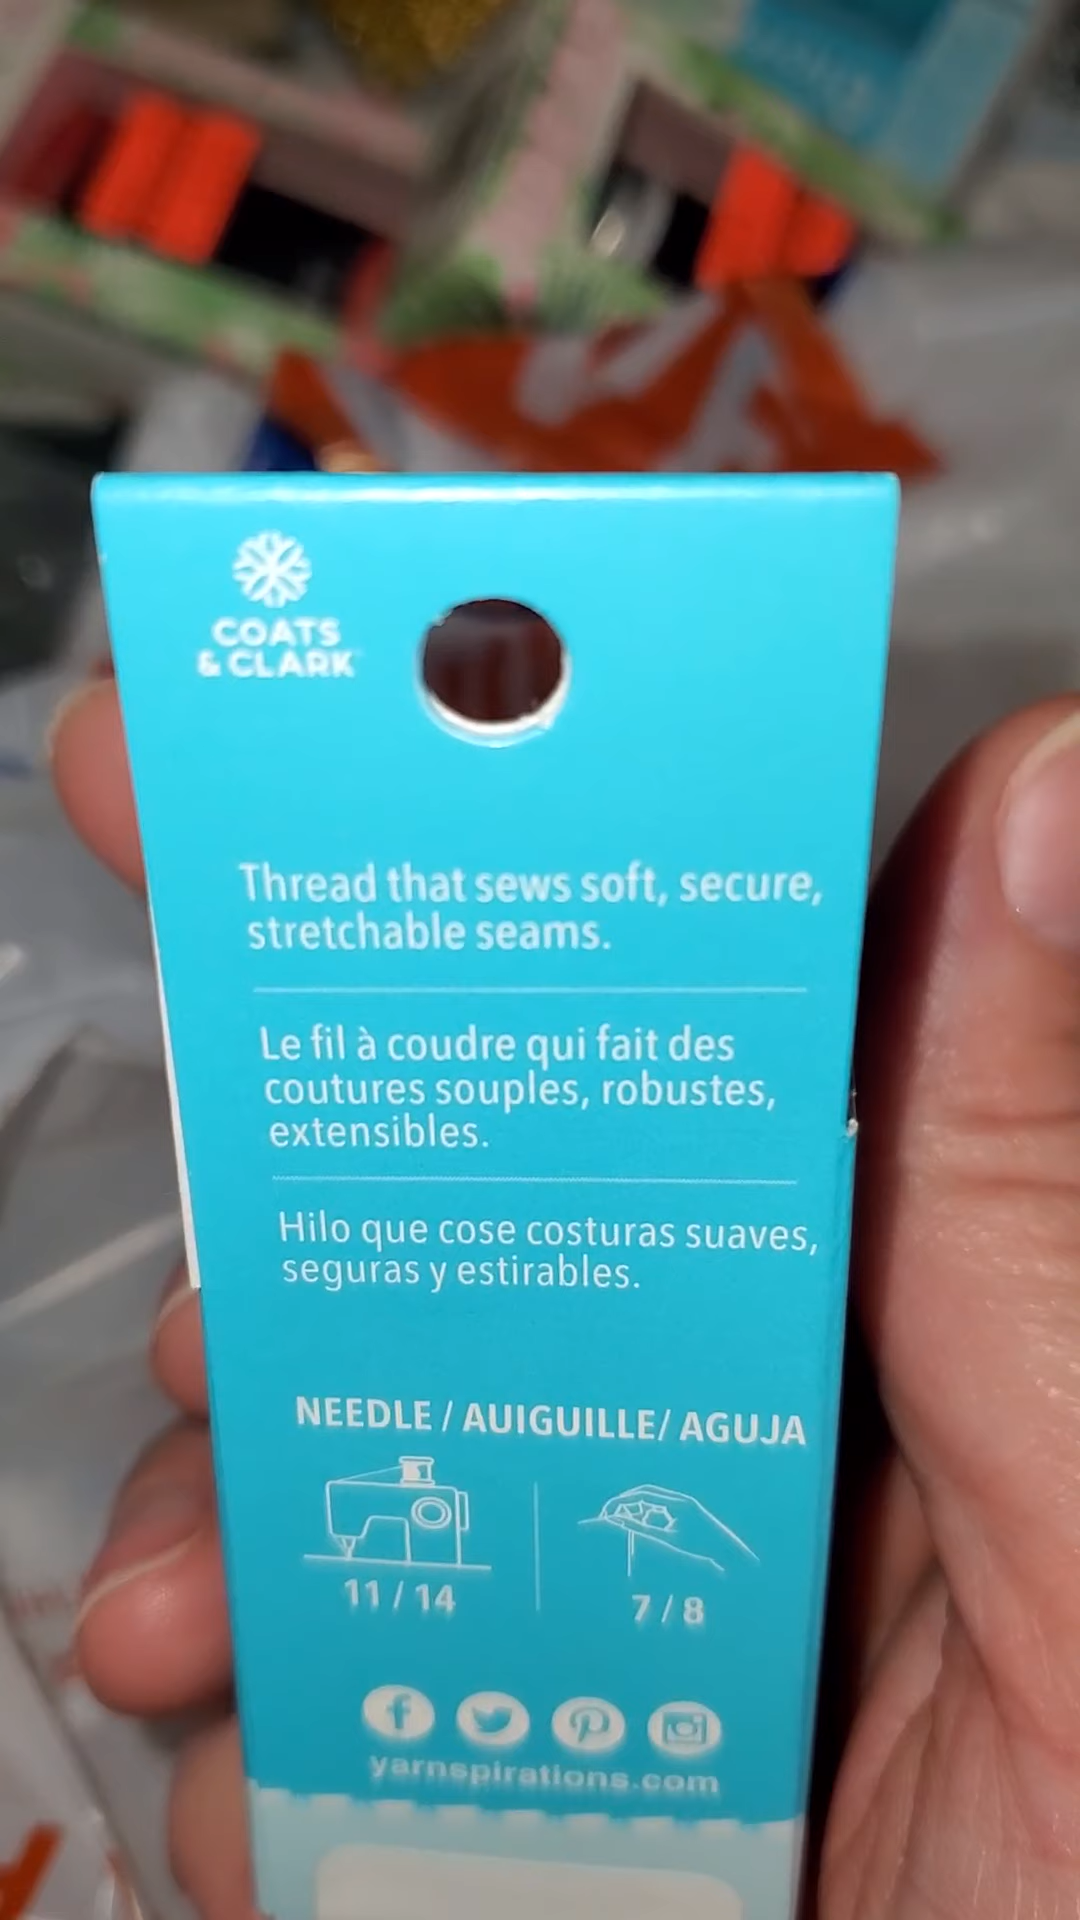 COATS
& CLARK
Thread that sews soft, secure,
stretchable seams.
Le fil à coudre qui fait des
coutures souples, robustes,
extensibles.
Hilo que cose costuras suaves,
seguras y estirables.
NEEDLE / AUIGUILLE/ AGUJA
11 / 14
7 / 8
yarnspirations.com